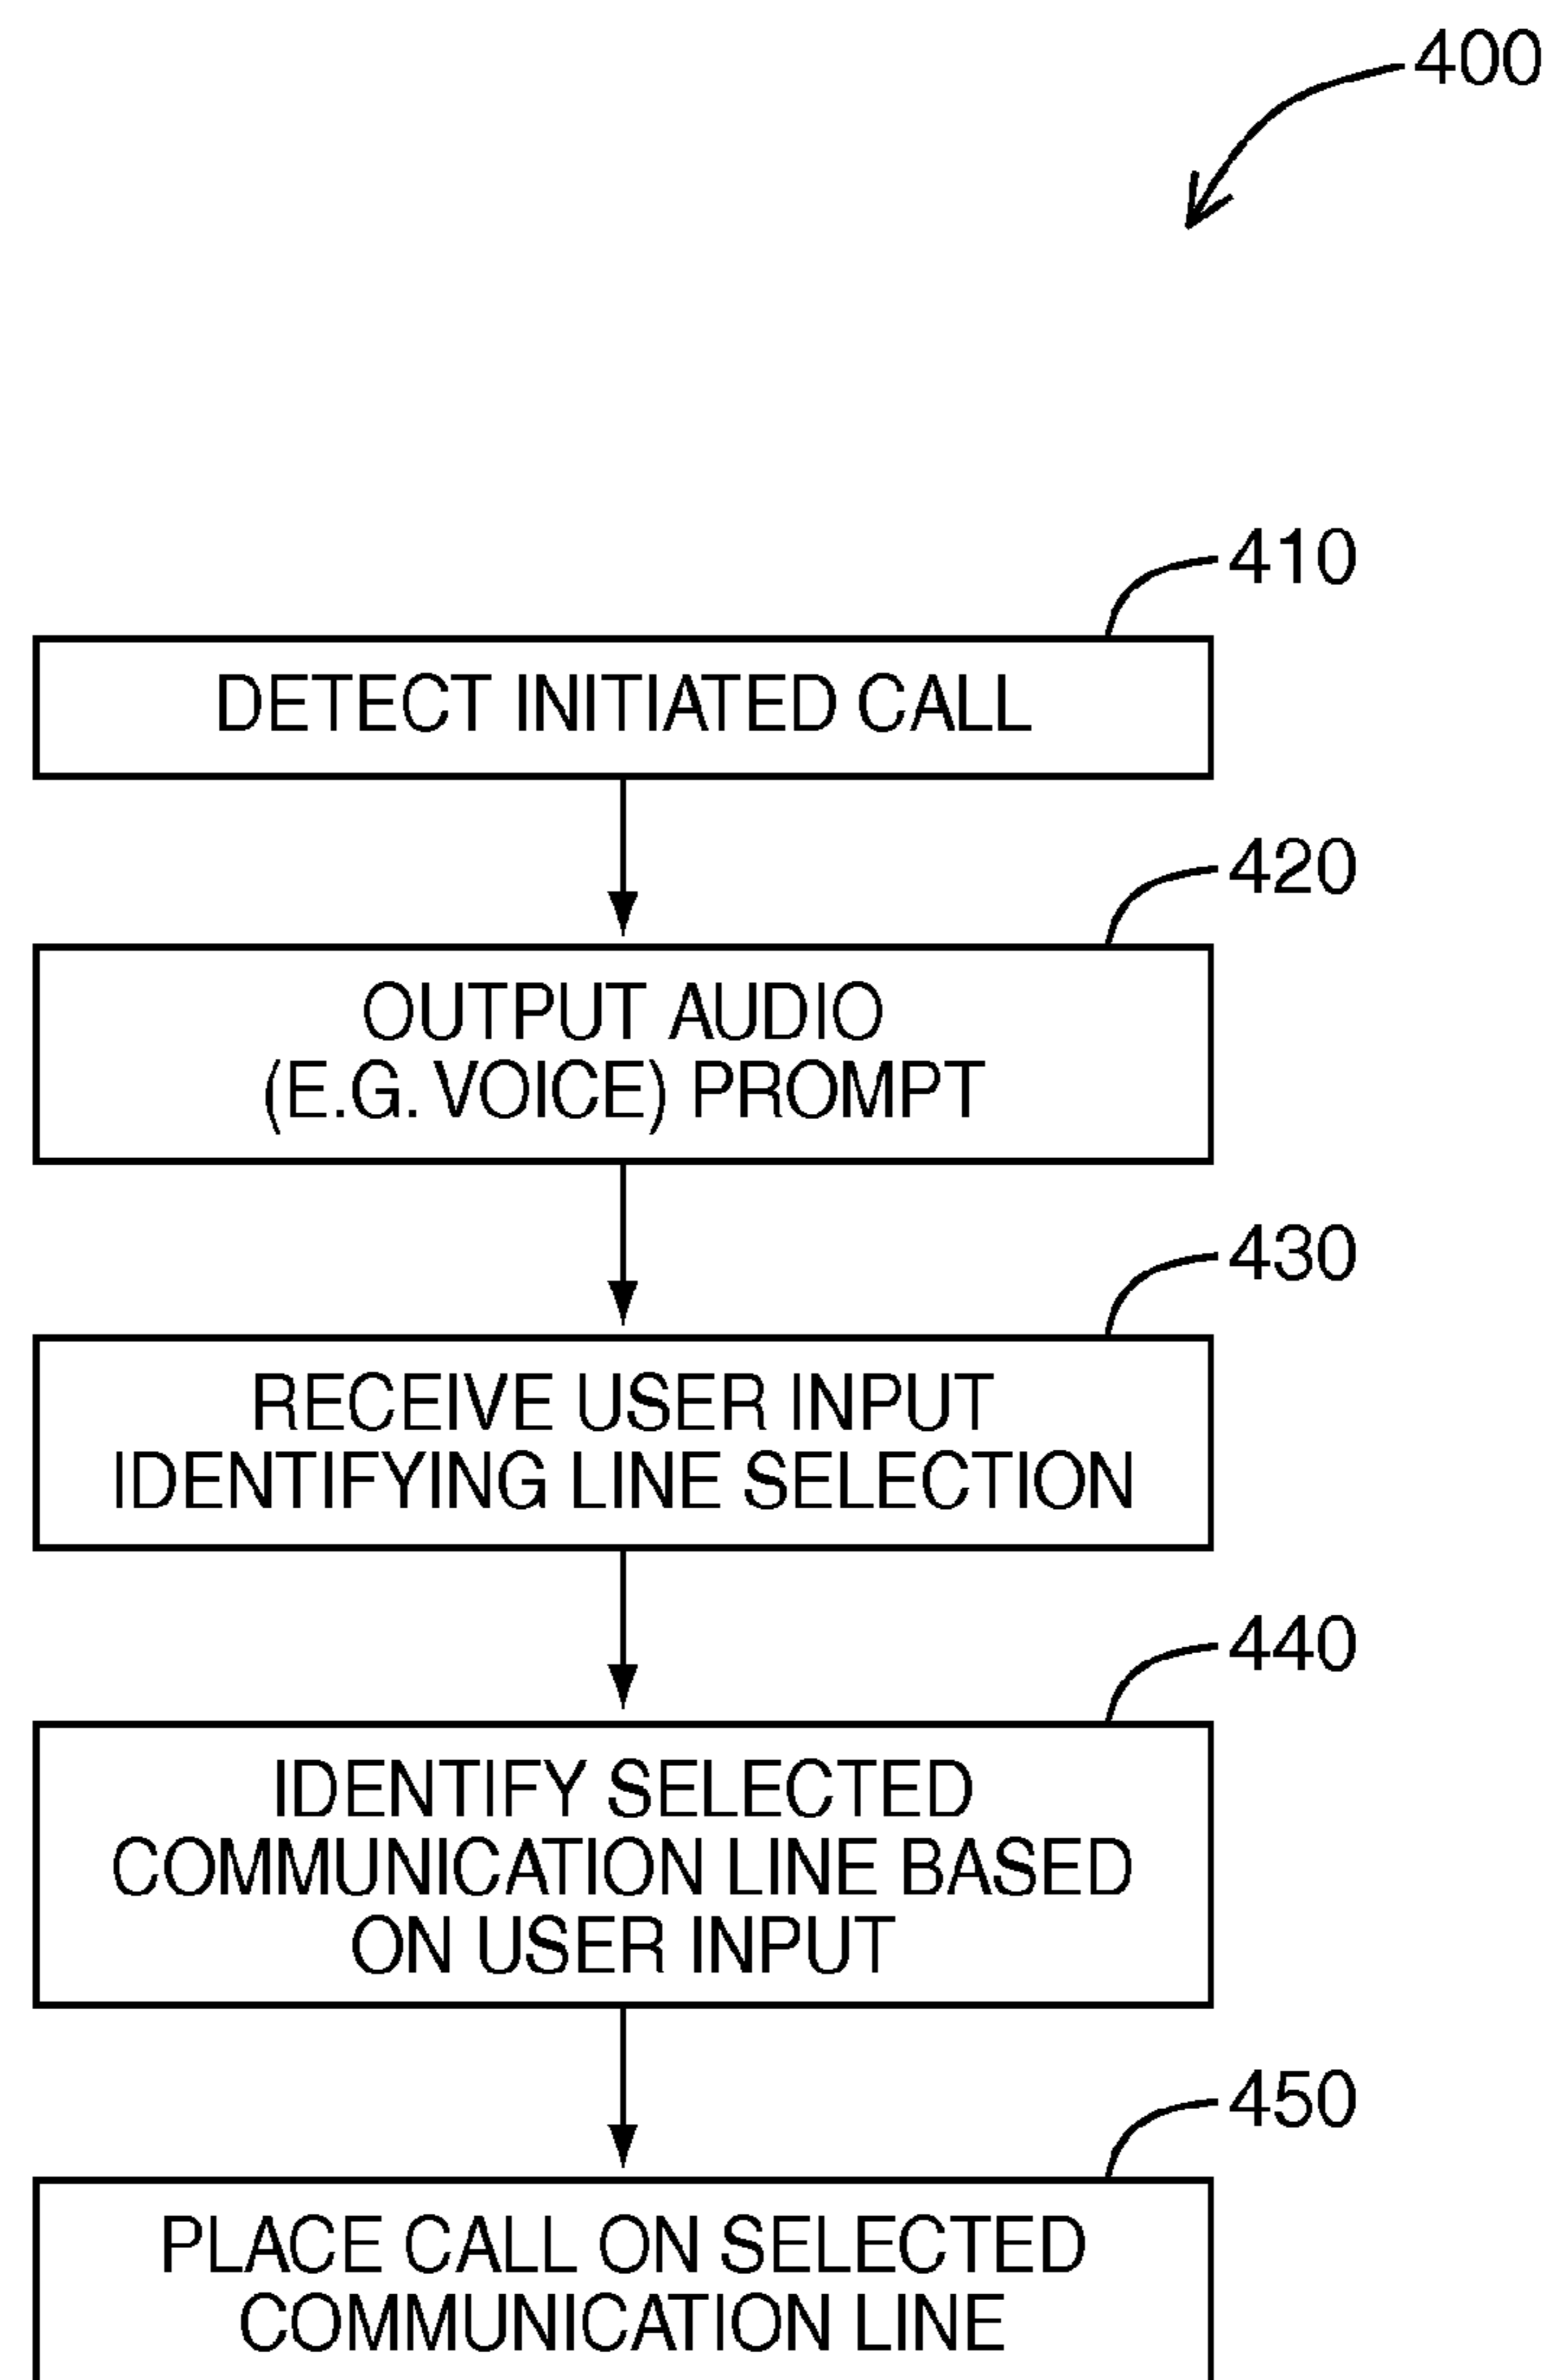 400
410
DETECT INITIATED CALL
420
OUTPUT AUDIO
(E.G. VOICE) PROMPT
430
RECEIVE USER INPUT
IDENTIFYING LINE SELECTION
440
IDENTIFY SELECTED
COMMUNICATION LINE BASED
ON USER INPUT
450
PLACE CALL ON SELECTED
COMMUNICATION LINE